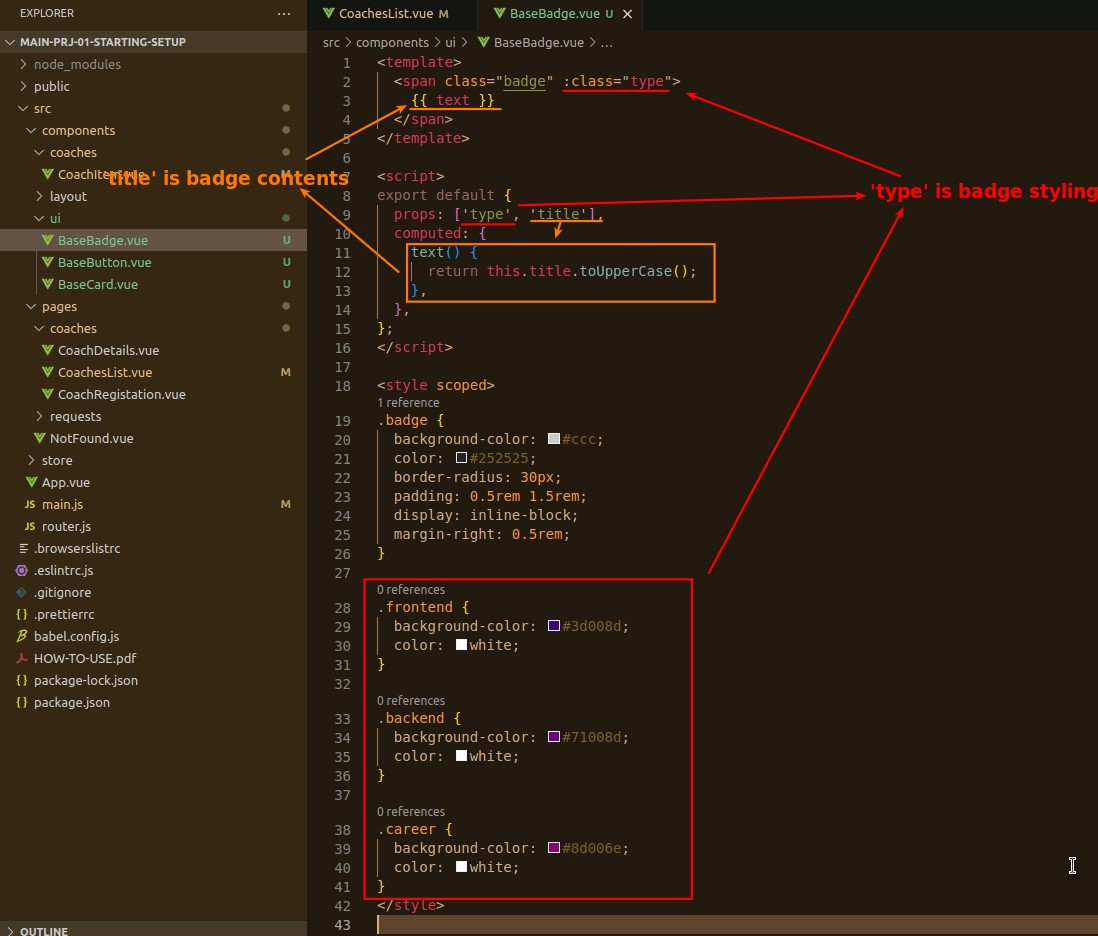 EXPLORER
...
MAIN-PRJ-01-STARTING-SETUP
node_modules
public
src
components
coaches
layout
ui
BaseBadge.vue U
BaseButton.vue U
BaseCard.vue U
pages
coaches
CoachDetails.vue
CoachesList.vue M
CoachRegistation.vue
requests
NotFound.vue
store
App.vue
JS main.js M
JS router.js
.browserslistrc
.eslintrc.js
.gitignore
{} .prettierrc
babel.config.js
HOW-TO-USE.pdf
{} package-lock.json
{} package.json
OUTLINE
CoachesList.vue M
BaseBadge.vue U
src > components > ui > BaseBadge.vue > ...
1 <template>
2 <span class="badge" :class="type">
3 {{ text }}
4 </span>
5 </template>
6
7 <script>
8 export default {
9 props: ['type', 'title'],
10 computed: {
11 text() {
12 return this.title.toUpperCase();
13 },
14 },
15 };
16 </script>
17
18 <style scoped>
1 reference
19 .badge {
20 background-color: #ccc;
21 color: #252525;
22 border-radius: 30px;
23 padding: 0.5rem 1.5rem;
24 display: inline-block;
25 margin-right: 0.5rem;
26 }
27
0 references
28 .frontend {
29 background-color: #3d008d;
30 color: white;
31 }
32
0 references
33 .backend {
34 background-color: #71008d;
35 color: white;
36 }
37
0 references
38 .career {
39 background-color: #8d006e;
40 color: white;
41 }
42 </style>
43
'title' is badge contents
'type' is badge styling